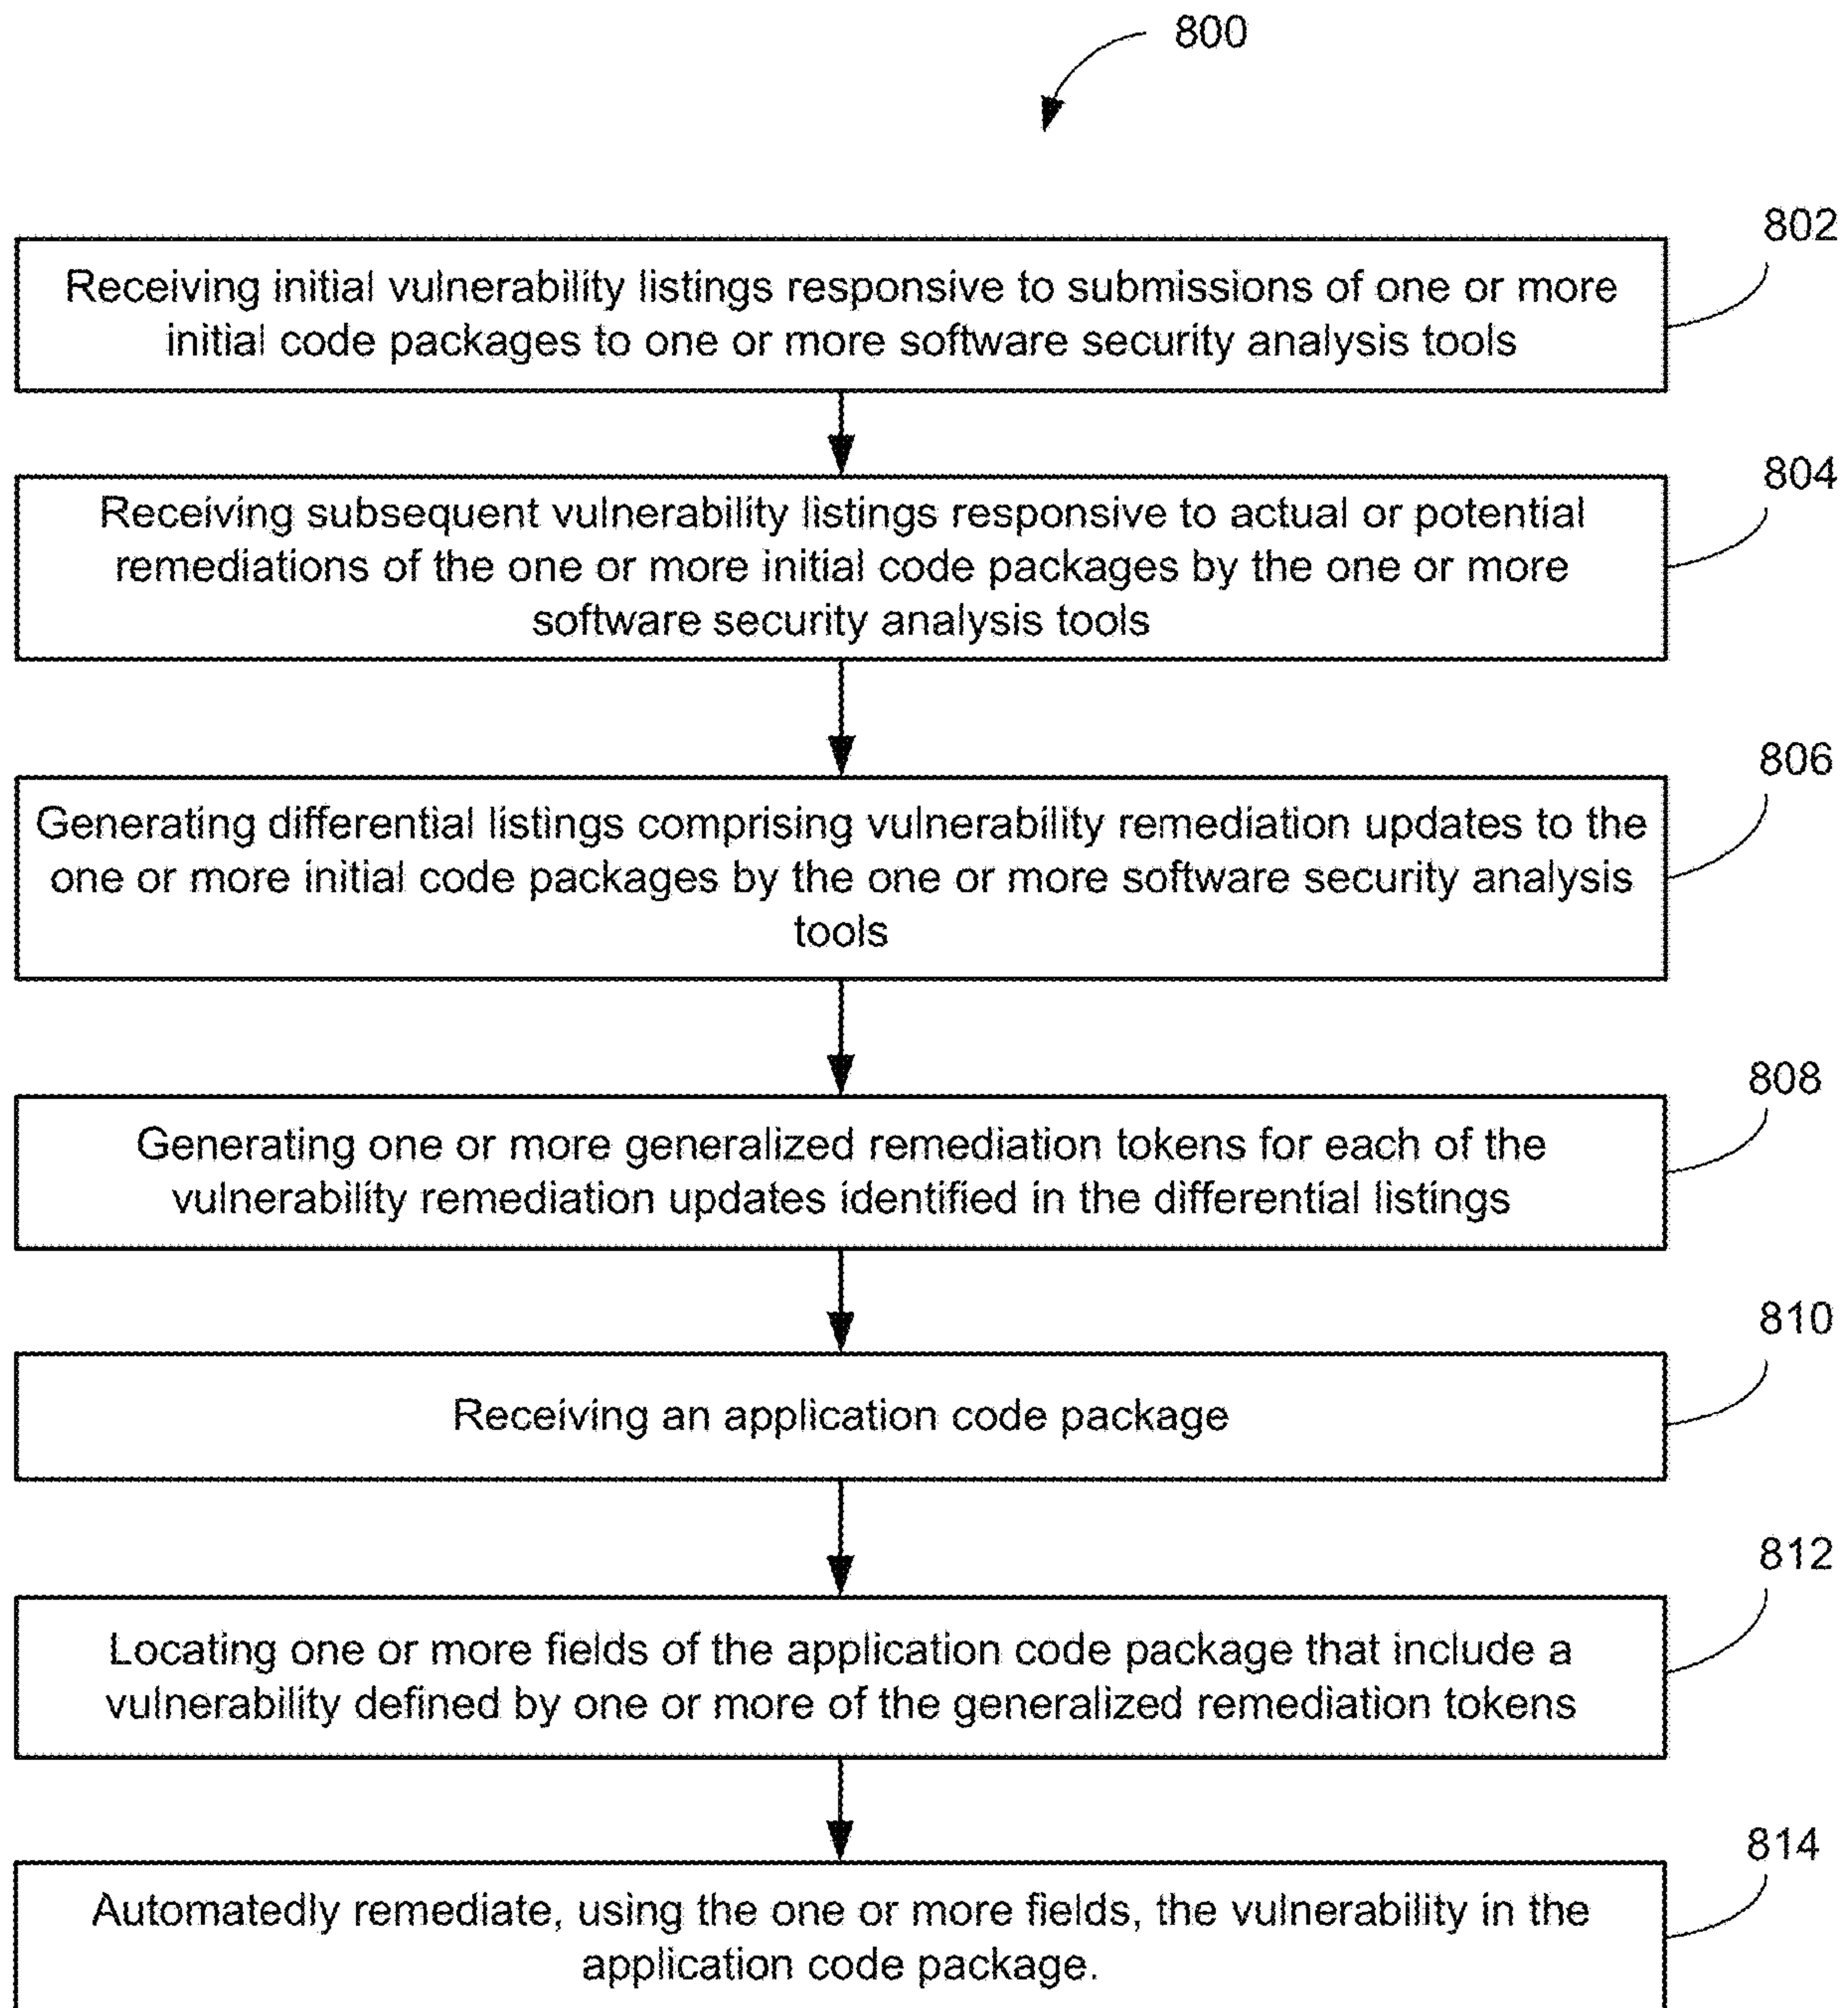 800
802
Receiving initial vulnerability listings responsive to submissions of one or more
initial code packages to one or more software security analysis tools
804
Receiving subsequent vulnerability listings responsive to actual or potential
remediations of the one or more initial code packages by the one or more
software security analysis tools
806
Generating differential listings comprising vulnerability remediation updates to the
one or more initial code packages by the one or more software security analysis
tools
808
Generating one or more generalized remediation tokens for each of the
vulnerability remediation updates identified in the differential listings
810
Receiving an application code package
812
Locating one or more fields of the application code package that include a
vulnerability defined by one or more of the generalized remediation tokens
814
Automatedly remediate, using the one or more fields, the vulnerability in the
application code package.